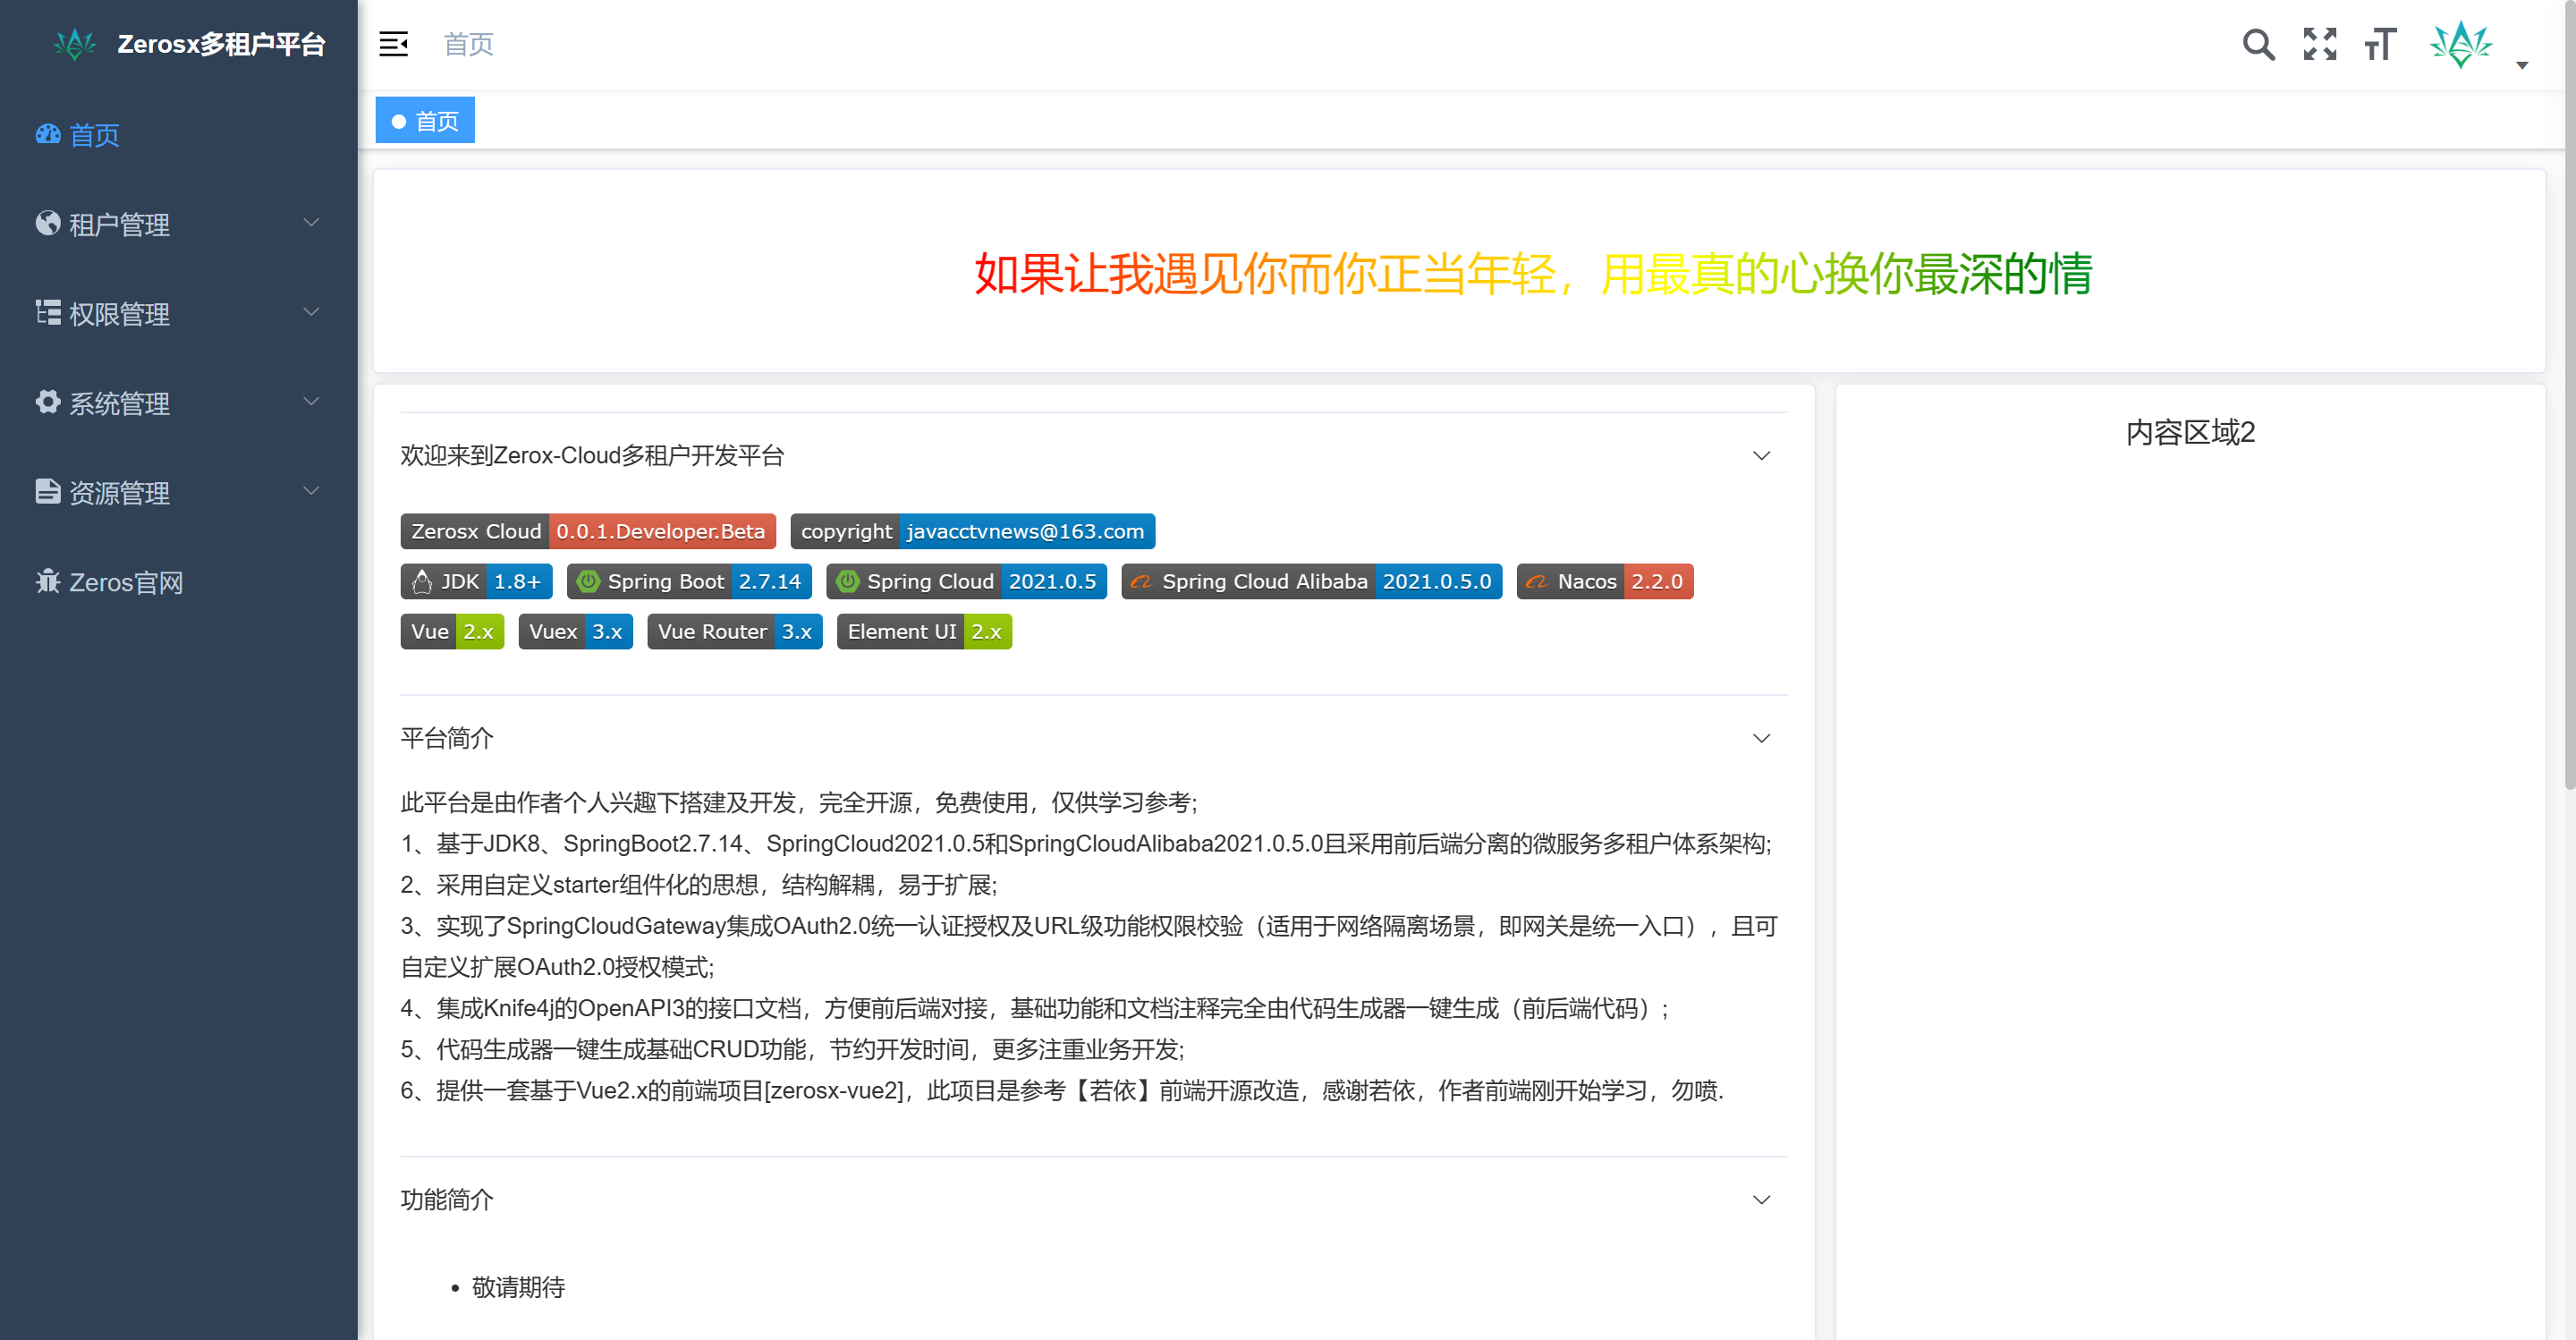 Zerosx多租户平台
首页
首页
首页
租户管理
权限管理
系统管理
资源管理
Zeros官网
如果让我遇见你而你正当年轻，用最真的心换你最深的情
欢迎来到Zerox-Cloud多租户开发平台
Zerosx Cloud 0.0.1.Developer.Beta copyright javacctvnews@163.com
JDK 1.8+ Spring Boot 2.7.14 Spring Cloud 2021.0.5 Spring Cloud Alibaba 2021.0.5.0 Nacos 2.2.0
Vue 2.x Vuex 3.x Vue Router 3.x Element UI 2.x
平台简介
此平台是由作者个人兴趣下搭建及开发，完全开源，免费使用，仅供学习参考;
1、基于JDK8、SpringBoot2.7.14、SpringCloud2021.0.5和SpringCloudAlibaba2021.0.5.0且采用前后端分离的微服务多租户体系架构;
2、采用自定义starter组件化的思想，结构解耦，易于扩展;
3、实现了SpringCloudGateway集成OAuth2.0统一认证授权及URL级功能权限校验（适用于网络隔离场景，即网关是统一入口），且可
自定义扩展OAuth2.0授权模式;
4、集成Knife4j的OpenAPI3的接口文档，方便前后端对接，基础功能和文档注释完全由代码生成器一键生成（前后端代码）;
5、代码生成器一键生成基础CRUD功能，节约开发时间，更多注重业务开发;
6、提供一套基于Vue2.x的前端项目[zerosx-vue2]，此项目是参考【若依】前端开源改造，感谢若依，作者前端刚开始学习，勿喷.
功能简介
• 敬请期待
内容区域2